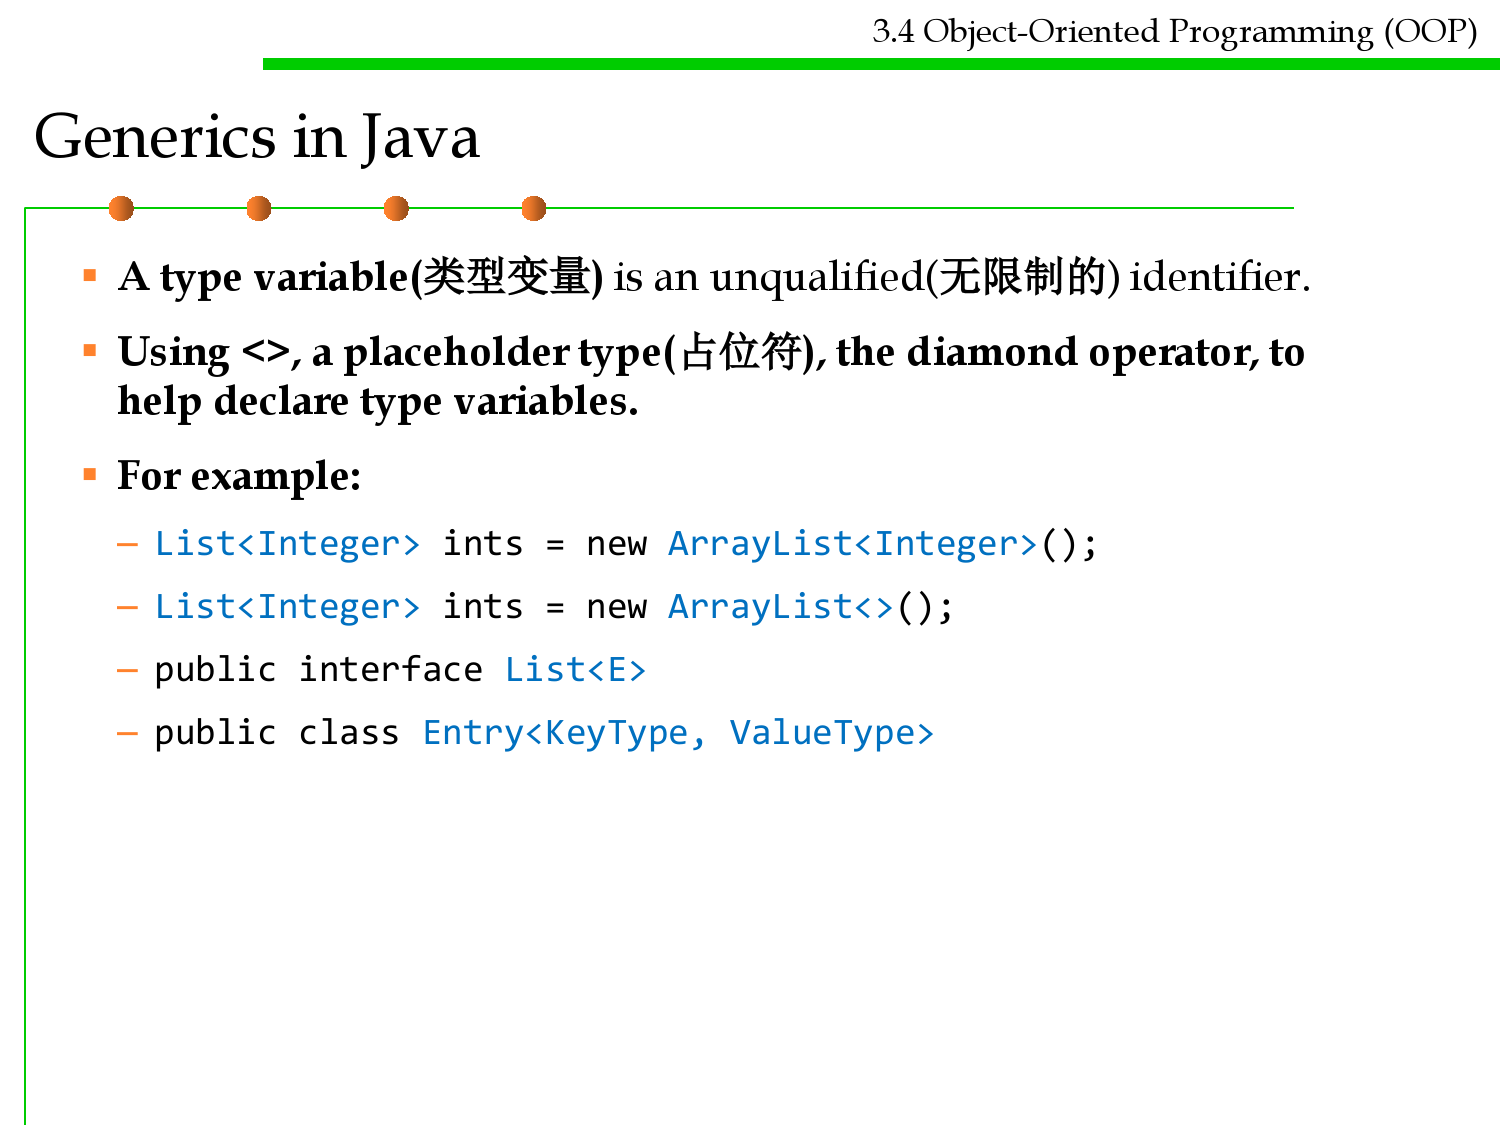 3.4 Object-Oriented Programming (OOP)
Generics in Java
▪ A type variable(类型变量) is an unqualified(无限制的) identifier.
▪ Using <>, a placeholder type(占位符), the diamond operator, to
help declare type variables.
▪ For example:
– List<Integer> ints = new ArrayList<Integer>();
– List<Integer> ints = new ArrayList<>();
– public interface List<E>
– public class Entry<KeyType, ValueType>